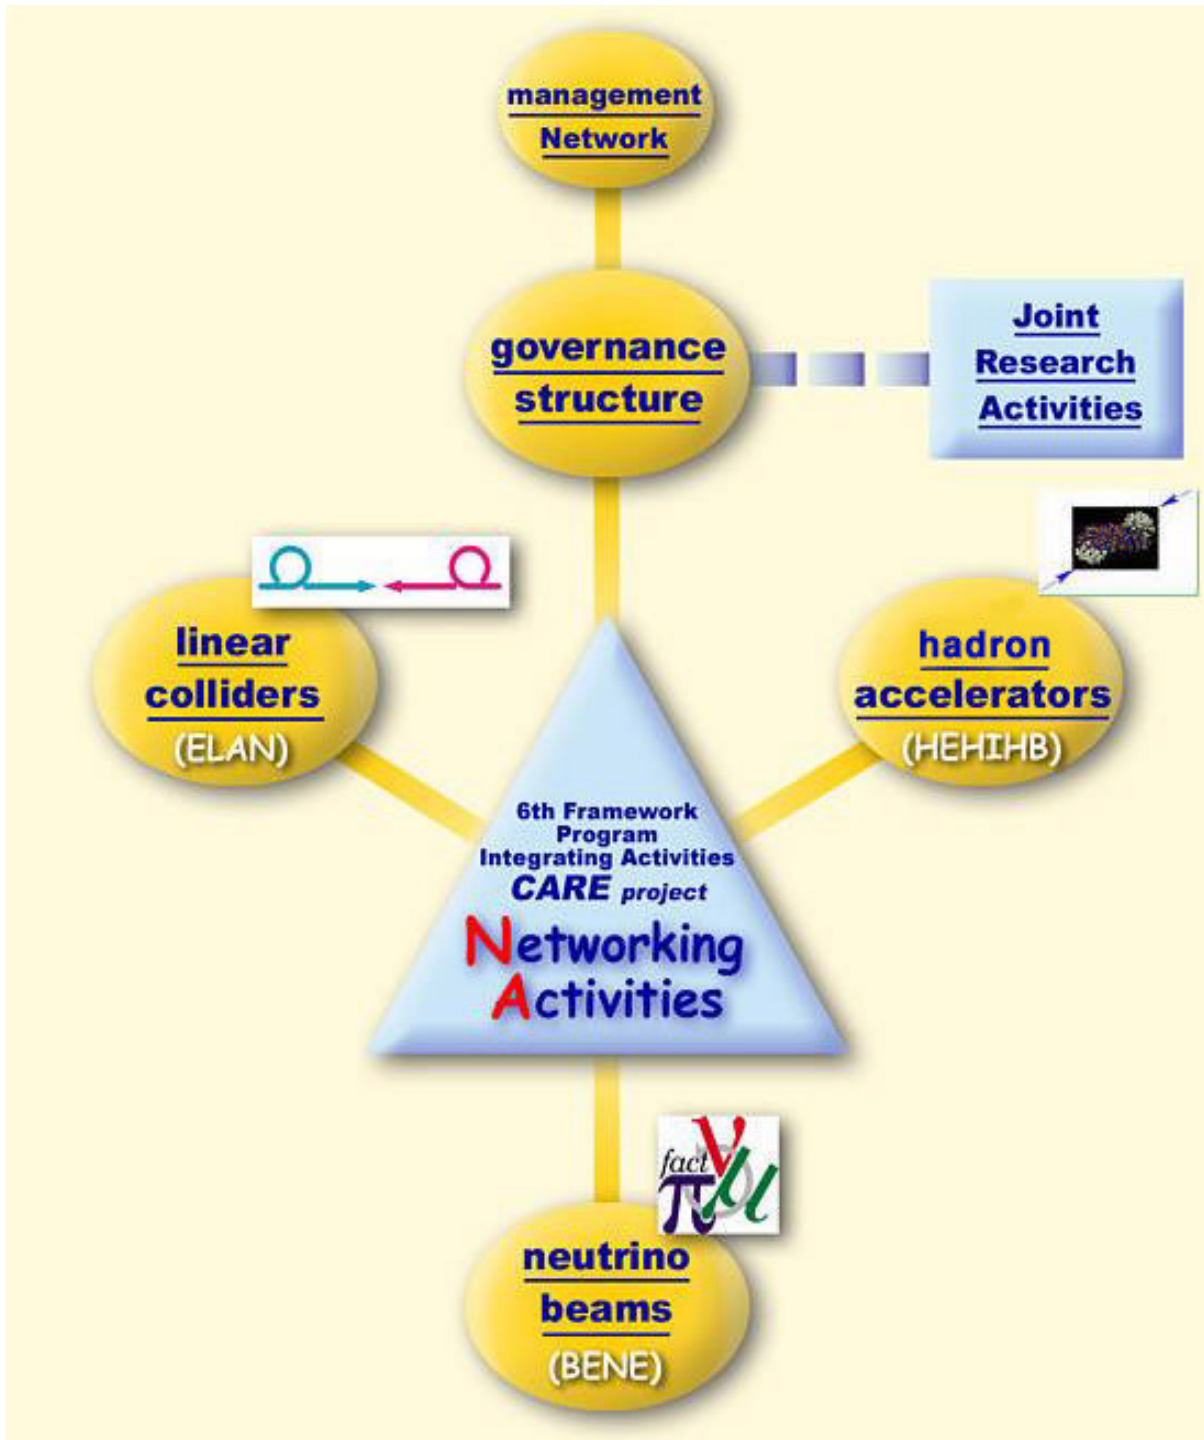 management
Network
governance
structure
Joint
Research
Activities
linear
colliders
(ELAN)
hadron
accelerators
(HEHIHB)
6th Framework
Program
Integrating Activities
CARE project
Networking
Activities
fact
ν
π μ
neutrino
beams
(BENE)